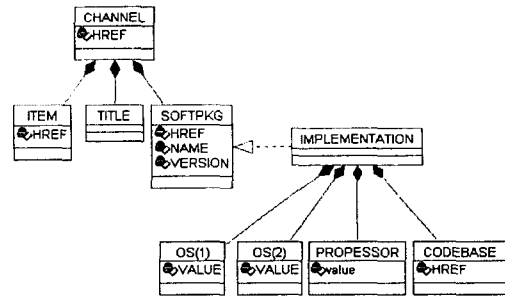 CHANNEL
HREF
ITEM
HREF
TITLE
SOFTPKG
HREF
NAME
VERSION
IMPLEMENTATION
OS(1)
VALUE
OS(2)
VALUE
PROPESSOR
value
CODEBASE
HREF